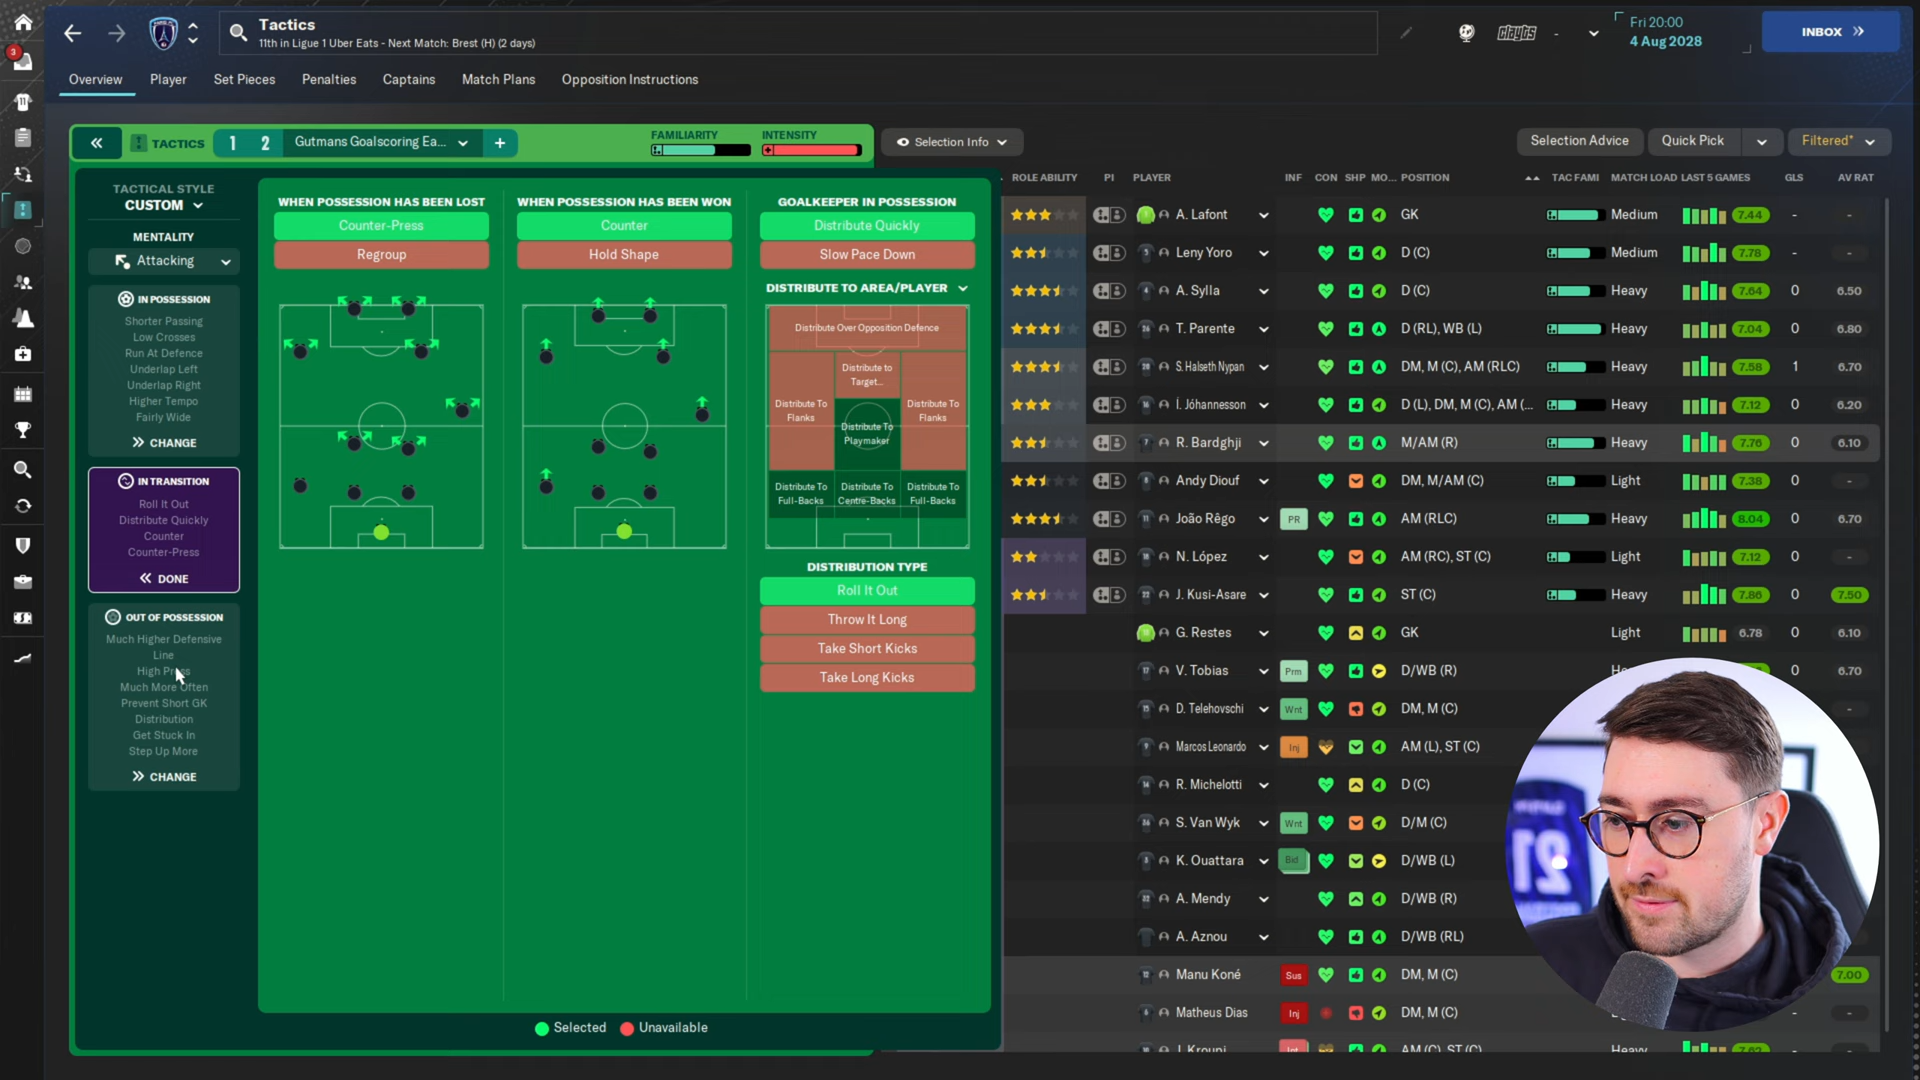 Tactics
11th in Ligue 1 Uber Eats - Next Match: Brest (H) (2 days)
3
Fri 20:00
4 Aug 2028
INBOX
Overview
Player
Set Pieces
Penalties
Captains
Match Plans
Opposition Instructions
TACTICS
1
2
Gutmans Goalscoring Ea...
+
FAMILIARITY
INTENSITY
Selection Info
Selection Advice
Quick Pick
Filtered*
TACTICAL STYLE
CUSTOM
MENTALITY
Attacking
IN POSSESSION
Shorter Passing
Low Crosses
Run At Defence
Underlap Left
Underlap Right
Higher Tempo
Fairly Wide
CHANGE
IN TRANSITION
Roll It Out
Distribute Quickly
Counter
Counter-Press
DONE
OUT OF POSSESSION
Much Higher Defensive
Line
High Press
Much More Often
Prevent Short GK
Distribution
Get Stuck In
Step Up More
CHANGE
WHEN POSSESSION HAS BEEN LOST
Counter-Press
Regroup
WHEN POSSESSION HAS BEEN WON
Counter
Hold Shape
GOALKEEPER IN POSSESSION
Distribute Quickly
Slow Pace Down
DISTRIBUTE TO AREA/PLAYER
Distribute Over Opposition Defence
Distribute to
Target...
Distribute To
Flanks
Distribute To
Playmaker
Distribute To
Flanks
Distribute To
Full-Backs
Distribute To
Centre-Backs
Distribute To
Full-Backs
DISTRIBUTION TYPE
Roll It Out
Throw It Long
Take Short Kicks
Take Long Kicks
Selected
Unavailable
ROLE ABILITY PI PLAYER INF CON SHP MO... POSITION TAC FAMI MATCH LOAD LAST 5 GAMES GLS AV RAT
A. Lafont GK Medium 7.44 - -
Leny Yoro D (C) Medium 7.78 - -
A. Sylla D (C) Heavy 7.64 0 6.50
T. Parente D (RL), WB (L) Heavy 7.04 0 6.80
S. Halseth Nypan DM, M (C), AM (RLC) Heavy 7.58 1 6.70
Í. Jóhannesson D (L), DM, M (C), AM (... Heavy 7.12 0 6.20
R. Bardghji M/AM (R) Heavy 7.76 0 6.10
Andy Diouf DM, M/AM (C) Light 7.38 0 -
João Rêgo PR AM (RLC) Heavy 8.04 0 6.70
N. López AM (RC), ST (C) Light 7.12 0 -
J. Kusi-Asare ST (C) Heavy 7.86 0 7.50
G. Restes GK Light 6.78 0 6.10
V. Tobias Prm D/WB (R) 0 6.70
D. Telehovschi Wnt DM, M (C) -
Marcos Leonardo Inj AM (L), ST (C)
R. Michelotti D (C)
S. Van Wyk Wnt D/M (C)
K. Ouattara Bid D/WB (L)
A. Mendy D/WB (R)
A. Aznou D/WB (RL)
Manu Koné Sus DM, M (C) 7.00
Matheus Dias Inj DM, M (C) - -
J. Kroupi Int AM (C), ST (C) Heavy 7.62 0
21